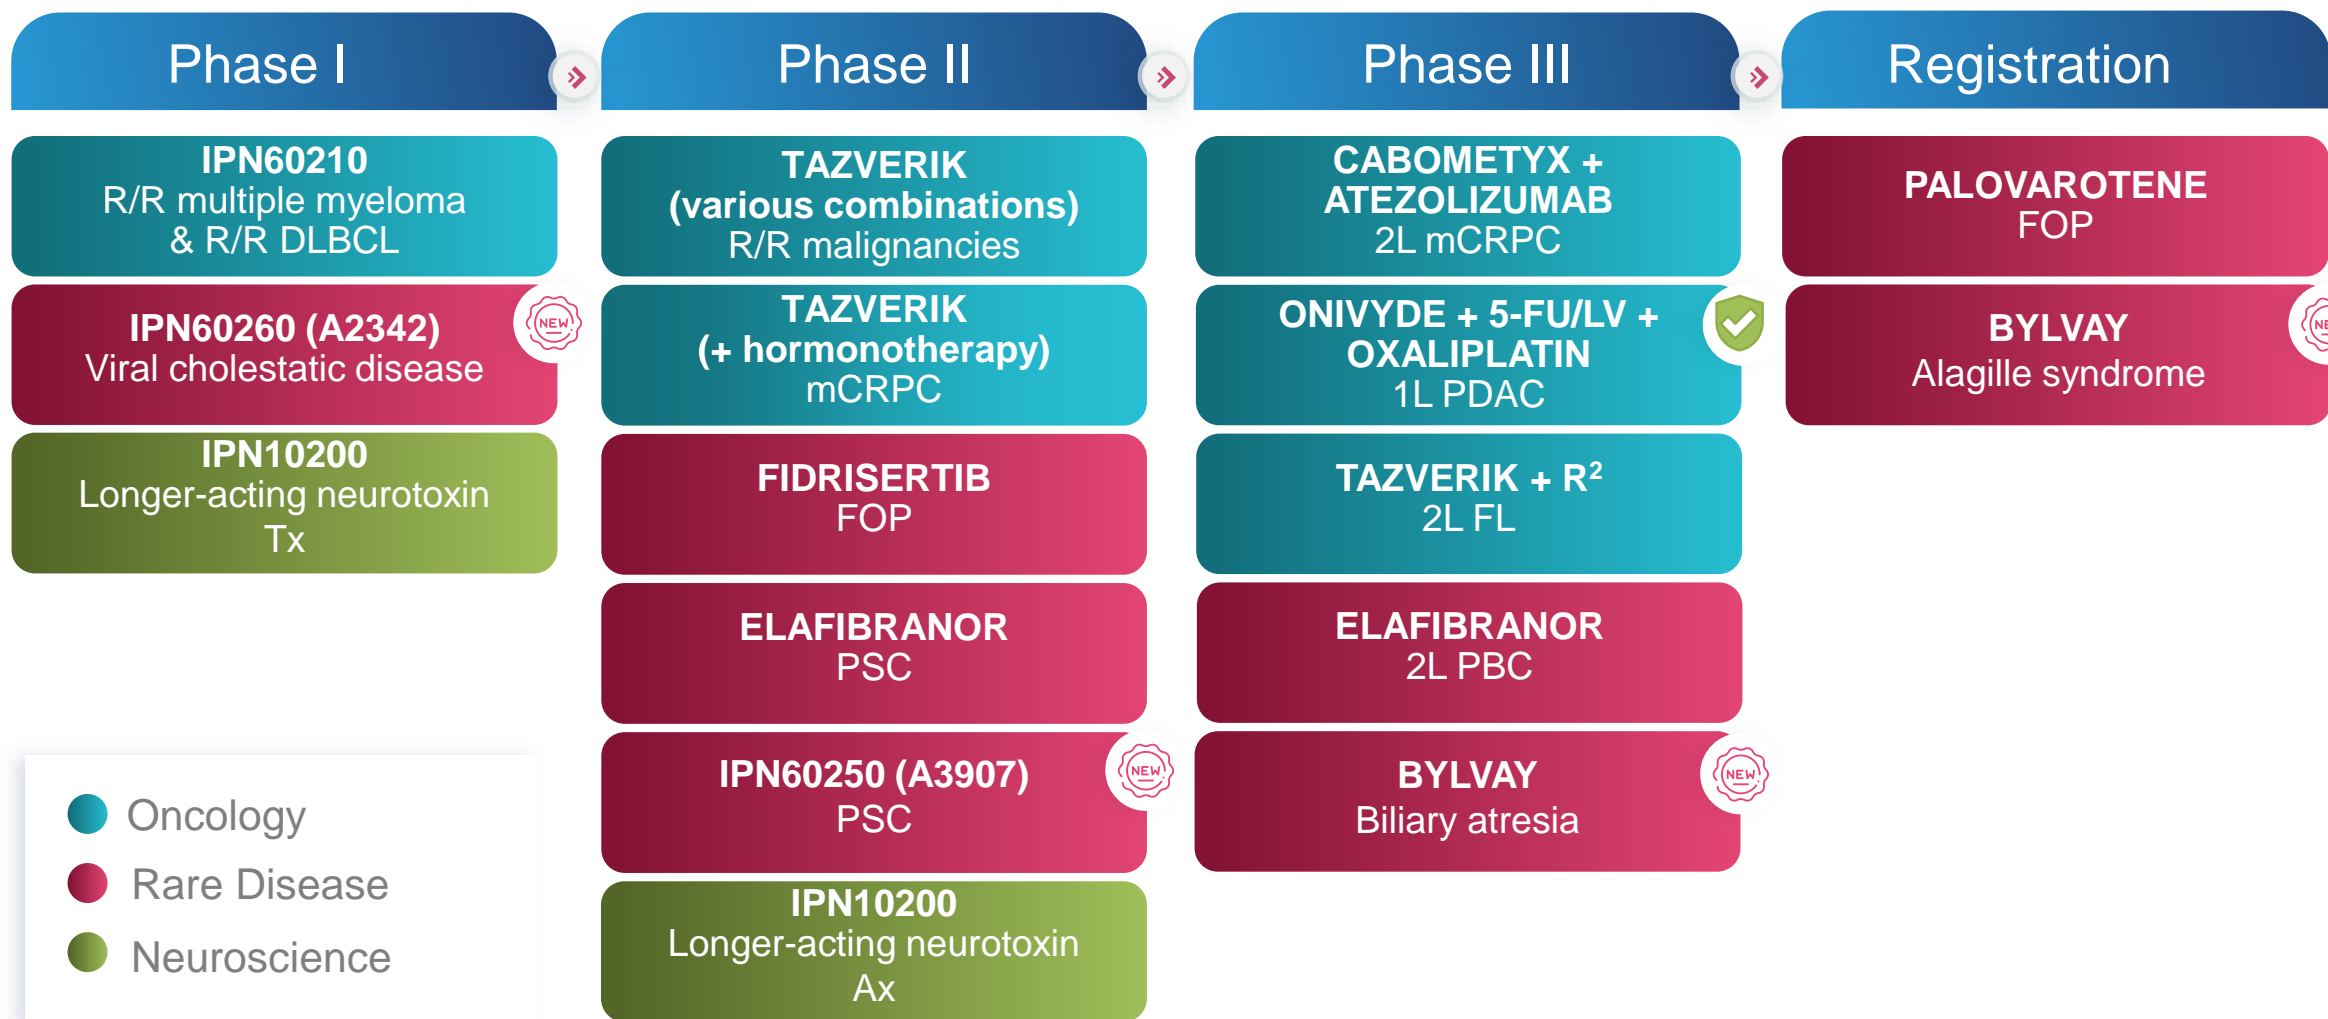 Phase I
IPN60210
R/R multiple myeloma
& R/R DLBCL
IPN60260 (A2342)
Viral cholestatic disease
NEW
IPN10200
Longer-acting neurotoxin
Tx
Oncology
Rare Disease
Neuroscience
Phase II
TAZVERIK
(various combinations)
R/R malignancies
TAZVERIK
(+ hormonotherapy)
mCRPC
FIDRISERTIB
FOP
ELAFIBRANOR
PSC
IPN60250 (A3907)
PSC
NEW
IPN10200
Longer-acting neurotoxin
Ax
Phase III
CABOMETYX +
ATEZOLIZUMAB
2L mCRPC
ONIVYDE + 5-FU/LV +
OXALIPLATIN
1L PDAC
TAZVERIK + R²
2L FL
ELAFIBRANOR
2L PBC
BYLVAY
Biliary atresia
NEW
Registration
PALOVAROTENE
FOP
BYLVAY
Alagille syndrome